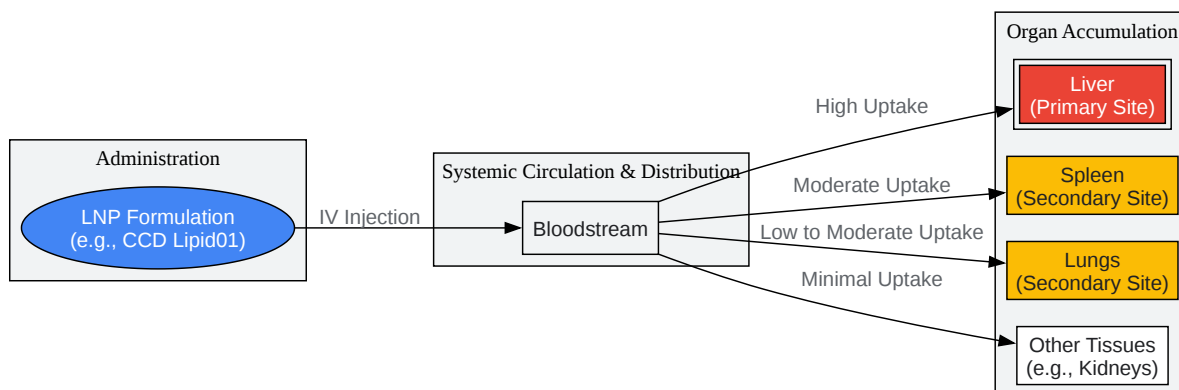 Administration
LNP Formulation
(e.g., CCD Lipid01)
IV Injection
Systemic Circulation & Distribution
Bloodstream
High Uptake
Moderate Uptake
Low to Moderate Uptake
Minimal Uptake
Organ Accumulation
Liver
(Primary Site)
Spleen
(Secondary Site)
Lungs
(Secondary Site)
Other Tissues
(e.g., Kidneys)